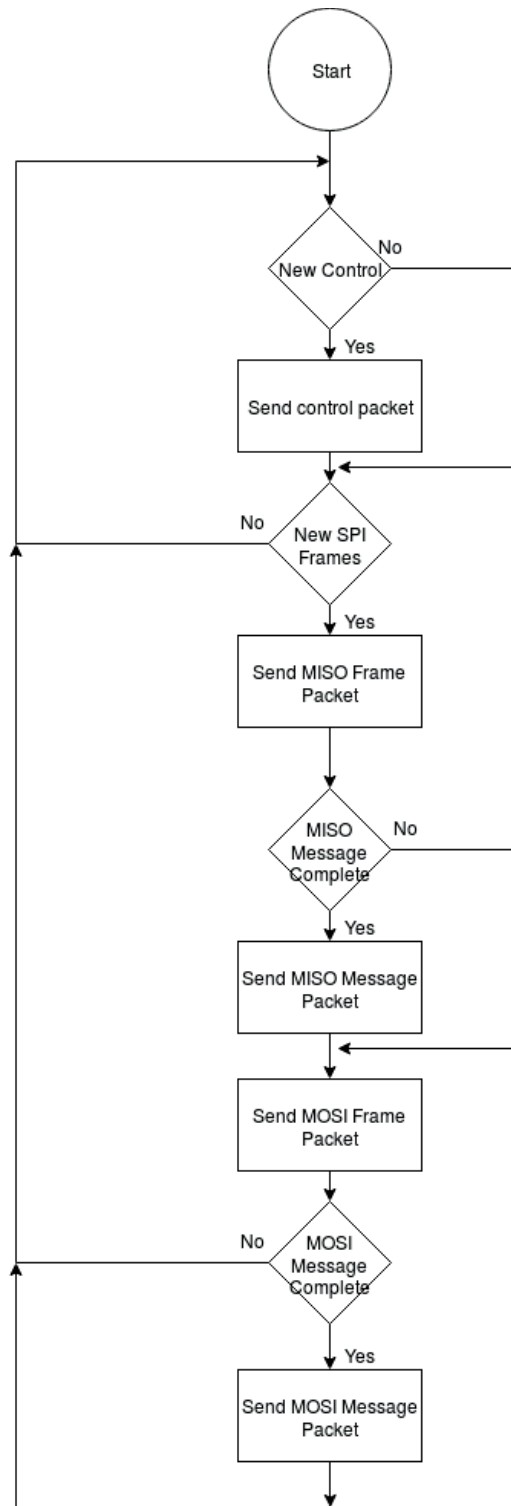 Start
No
New Control
Yes
Send control packet
No
New SPI
Frames
Yes
Send MISO Frame
Packet
MISO
Message
Complete
No
Yes
Send MISO Message
Packet
Send MOSI Frame
Packet
No
MOSI
Message
Complete
Yes
Send MOSI Message
Packet